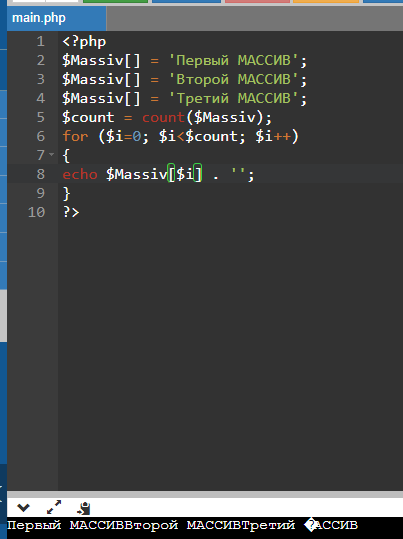 main.php
1 <?php
2 $Massiv[] = 'Первый МАССИВ';
3 $Massiv[] = 'Второй МАССИВ';
4 $Massiv[] = 'Третий МАССИВ';
5 $count = count($Massiv);
6 for ($i=0; $i<$count; $i++)
7 {
8 echo $Massiv[$i] . '';
9 }
10 ?>
Первый МАССИВВторой МАССИВТретий �АССИВ